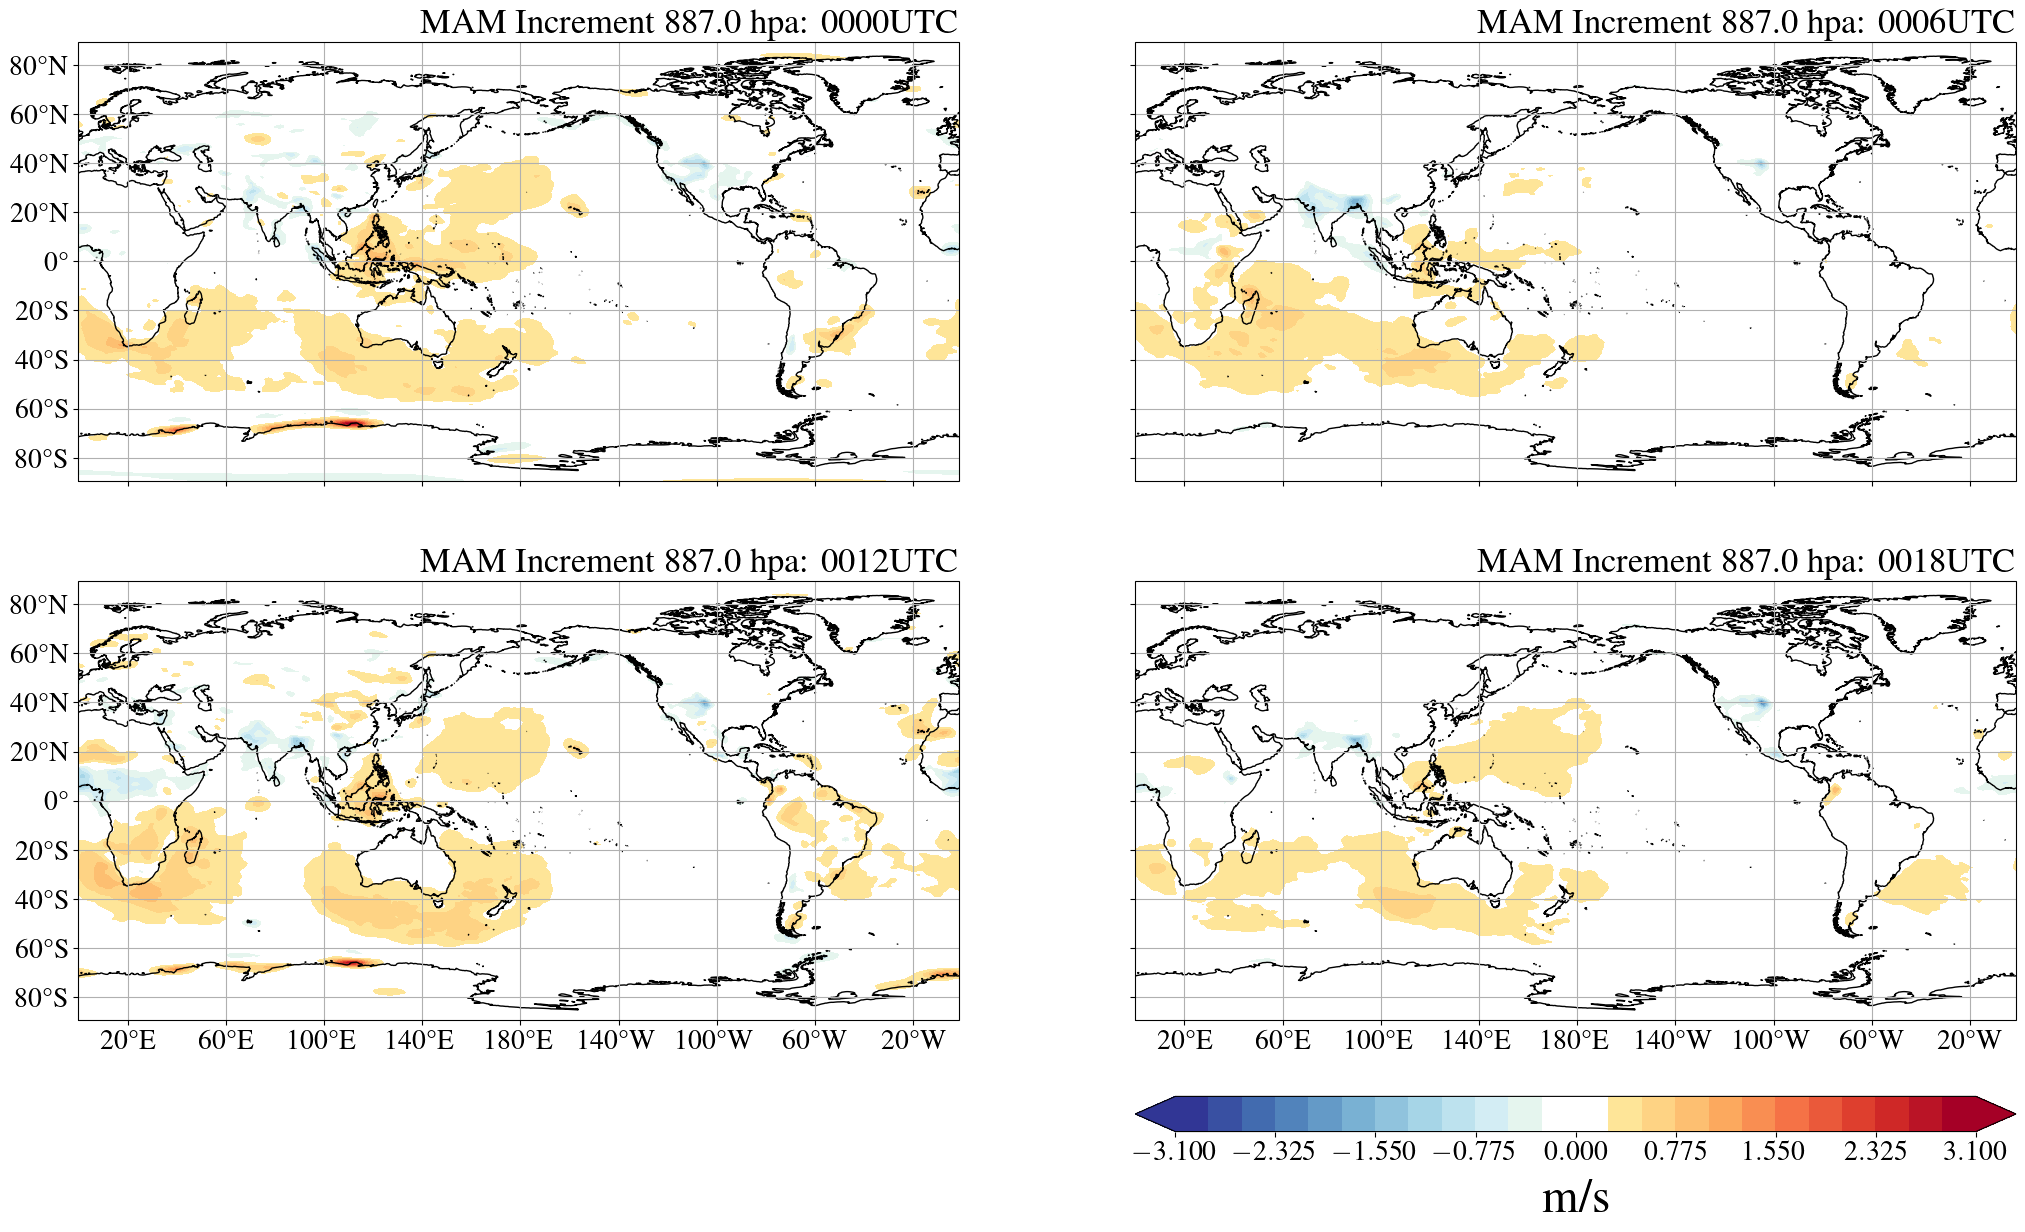 MAM Increment 887.0 hpa: 0000UTC
MAM Increment 887.0 hpa: 0006UTC
80°N
60°N
40°N
20°N
0°
20°S
40°S
60°S
80°S
MAM Increment 887.0 hpa: 0012UTC
MAM Increment 887.0 hpa: 0018UTC
80°N
60°N
40°N
20°N
0°
20°S
40°S
60°S
80°S
20°E 60°E 100°E 140°E 180°E 140°W 100°W 60°W 20°W
20°E 60°E 100°E 140°E 180°E 140°W 100°W 60°W 20°W
−3.100 −2.325 −1.550 −0.775 0.000 0.775 1.550 2.325 3.100
m/s